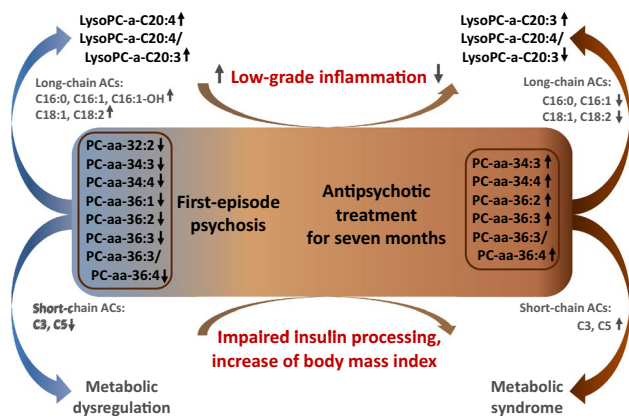 LysoPC-a-C20:4↑
LysoPC-a-C20:4/
LysoPC-a-C20:3↑
Long-chain ACs:
C16:0, C16:1, C16:1-OH↑
C18:1, C18:2↑
↑ Low-grade inflammation ↓
LysoPC-a-C20:3↑
LysoPC-a-C20:4/
LysoPC-a-C20:3↓
Long-chain ACs:
C16:0, C16:1↓
C18:1, C18:2↓
PC-aa-32:2↓
PC-aa-34:3↓
PC-aa-34:4↓
PC-aa-36:1↓
PC-aa-36:2↓
PC-aa-36:3↓
PC-aa-36:3/
PC-aa-36:4↓
First-episode
psychosis
Antipsychotic
treatment
for seven months
PC-aa-34:3↑
PC-aa-34:4↑
PC-aa-36:2↑
PC-aa-36:3↑
PC-aa-36:3/
PC-aa-36:4↑
Short-chain ACs:
C3, C5↓
Impaired insulin processing,
increase of body mass index
Short-chain ACs:
C3, C5↑
Metabolic
dysregulation
Metabolic
syndrome